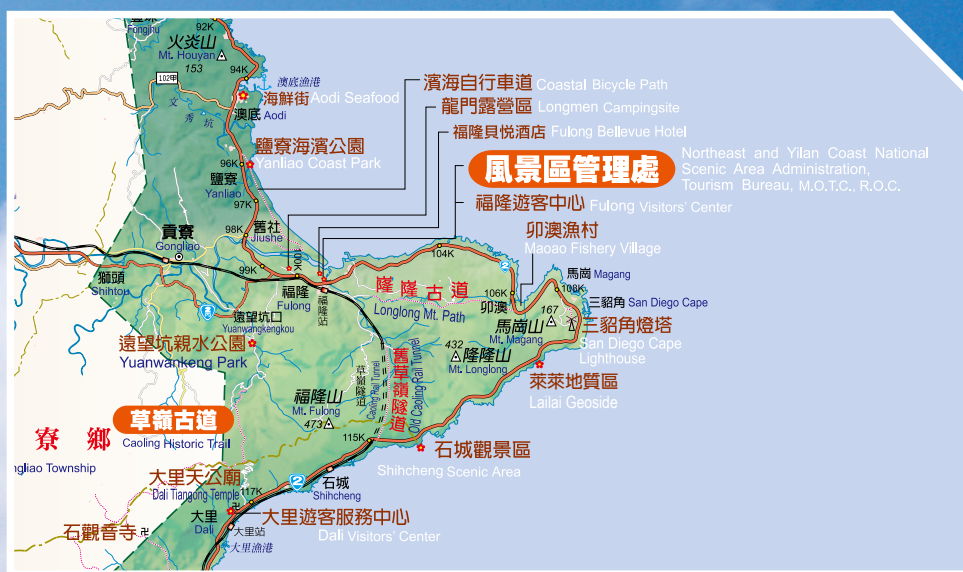 Fonglhu
92K
火炎山
Mt. Houyan
153
94K
102甲
澳底漁港
文
秀
坑
海鮮街 Aodi Seafood
澳底 Aodi
濱海自行車道 Coastal Bicycle Path
龍門露營區 Longmen Campingsite
福隆貝悦酒店 Fulong Bellevue Hotel
鹽寮海濱公園
Yanliao Coast Park
96K
鹽寮
Yanliao
97K
風景區管理處
Northeast and Yilan Coast National
Scenic Area Administration,
Tourism Bureau, M.O.T.C., R.O.C.
福隆遊客中心 Fulong Visitors' Center
卯澳漁村
Maoao Fishery Village
貢寮
Gongliao
98K
舊社
Jiushe
100K
99K
104K
2
獅頭
Shihtou
福隆
Fulong
福隆站
隆隆古道
Longlong Mt. Path
106K
卯澳
馬崗 Magang
108K
三貂角 San Diego Cape
167
馬崗山
Mt. Magang
三貂角燈塔
San Diego Cape
Lighthouse
遠望坑口
Yuanwangkengkou
遠望坑親水公園
Yuanwankeng Park
432
隆隆山
Mt. Longlong
萊萊地質區
Lailai Geoside
草嶺隧道
Caoling Rail Tunnel
舊草嶺隧道
Old Caoling Rail Tunnel
福隆山
Mt. Fulong
473
草嶺古道
Caoling Historic Trail
寮鄉
ngliao Township
115K
石城觀景區
Shihcheng Scenic Area
大里天公廟
Dali Tiangong Temple
117K
2
石城
Shihcheng
石觀音寺
大里
Dali
大里站
大里遊客服務中心
Dali Visitors' Center
大里漁港